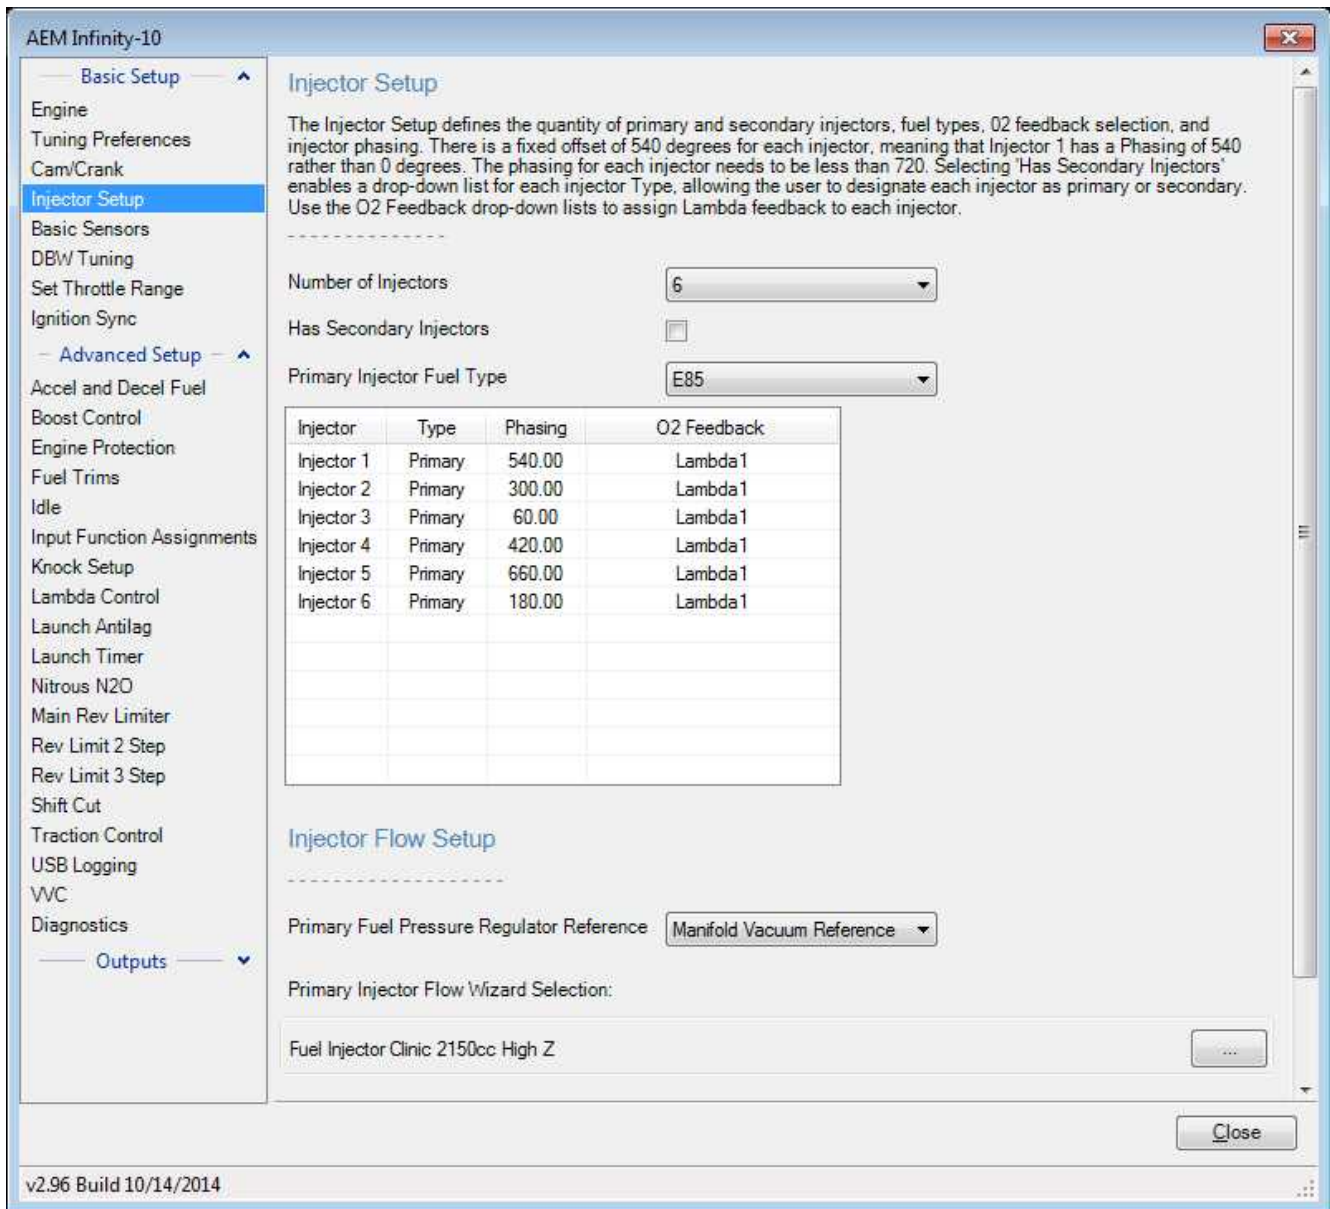 AEM Infinity-10
Basic Setup
Engine
Tuning Preferences
Cam/Crank
Injector Setup
Basic Sensors
DBW Tuning
Set Throttle Range
Ignition Sync
Advanced Setup
Accel and Decel Fuel
Boost Control
Engine Protection
Fuel Trims
Idle
Input Function Assignments
Knock Setup
Lambda Control
Launch Antilag
Launch Timer
Nitrous N2O
Main Rev Limiter
Rev Limit 2 Step
Rev Limit 3 Step
Shift Cut
Traction Control
USB Logging
VVC
Diagnostics
Outputs
Injector Setup
The Injector Setup defines the quantity of primary and secondary injectors, fuel types, O2 feedback selection, and
injector phasing. There is a fixed offset of 540 degrees for each injector, meaning that Injector 1 has a Phasing of 540
rather than 0 degrees. The phasing for each injector needs to be less than 720. Selecting 'Has Secondary Injectors'
enables a drop-down list for each injector Type, allowing the user to designate each injector as primary or secondary.
Use the O2 Feedback drop-down lists to assign Lambda feedback to each injector.
- - - - - - - - - - - - - -
Number of Injectors 6
Has Secondary Injectors
Primary Injector Fuel Type E85
Injector Type Phasing O2 Feedback
Injector 1 Primary 540.00 Lambda1
Injector 2 Primary 300.00 Lambda1
Injector 3 Primary 60.00 Lambda1
Injector 4 Primary 420.00 Lambda1
Injector 5 Primary 660.00 Lambda1
Injector 6 Primary 180.00 Lambda1
Injector Flow Setup
- - - - - - - - - - - - - - - - - - -
Primary Fuel Pressure Regulator Reference Manifold Vacuum Reference
Primary Injector Flow Wizard Selection:
Fuel Injector Clinic 2150cc High Z ...
Close
v2.96 Build 10/14/2014